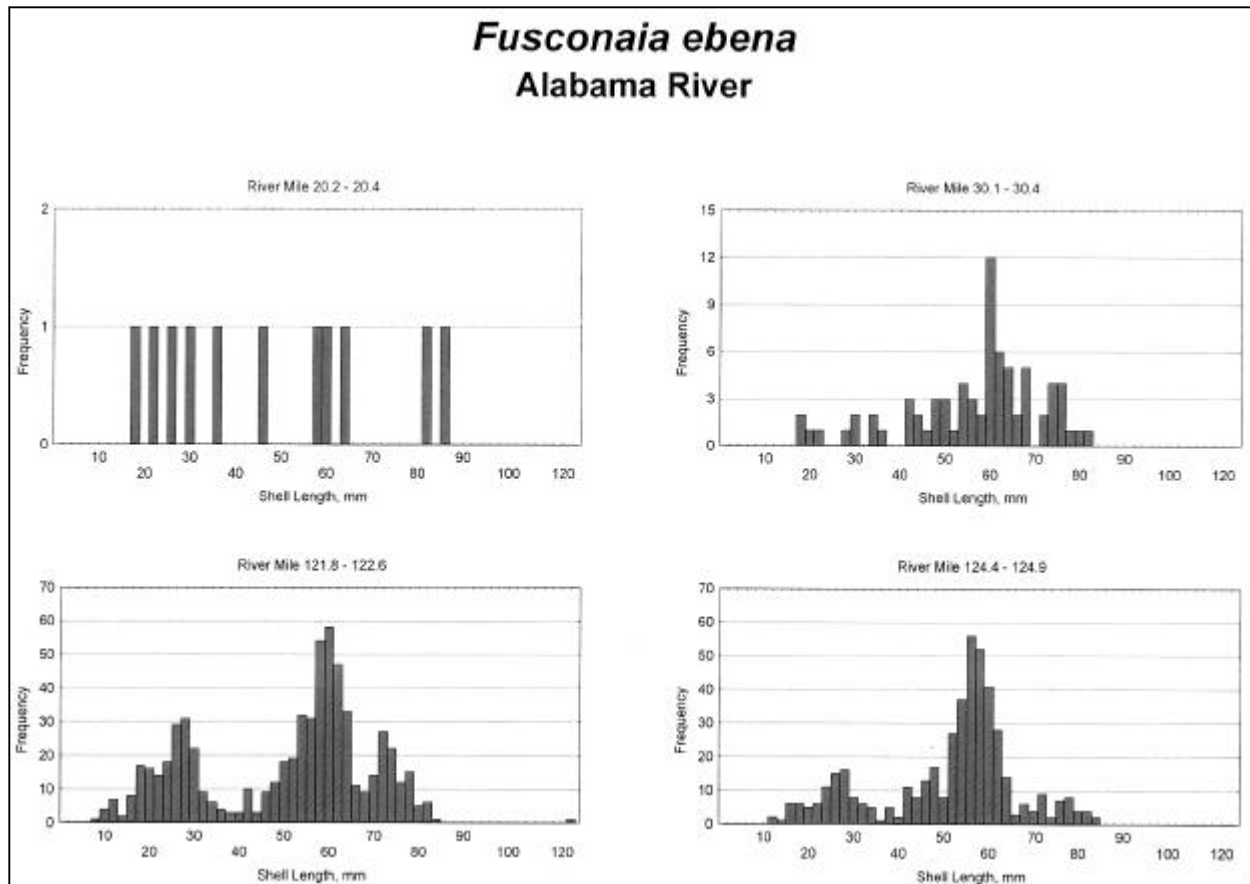 Fusconaia ebena
Alabama River
River Mile 20.2 - 20.4
2
1
0
Frequency
10 30 50 70 90 110
20 40 60 80 100 120
Shell Length, mm
River Mile 30.1 - 30.4
15
12
9
6
3
0
Frequency
10 30 50 70 90 110
20 40 60 80 100 120
Shell Length, mm
River Mile 121.8 - 122.6
70
60
50
40
30
20
10
0
Frequency
10 30 50 70 90 110
20 40 60 80 100 120
Shell Length, mm
River Mile 124.4 - 124.9
70
60
50
40
30
20
10
0
Frequency
10 30 50 70 90 110
20 40 60 80 100 120
Shell Length, mm